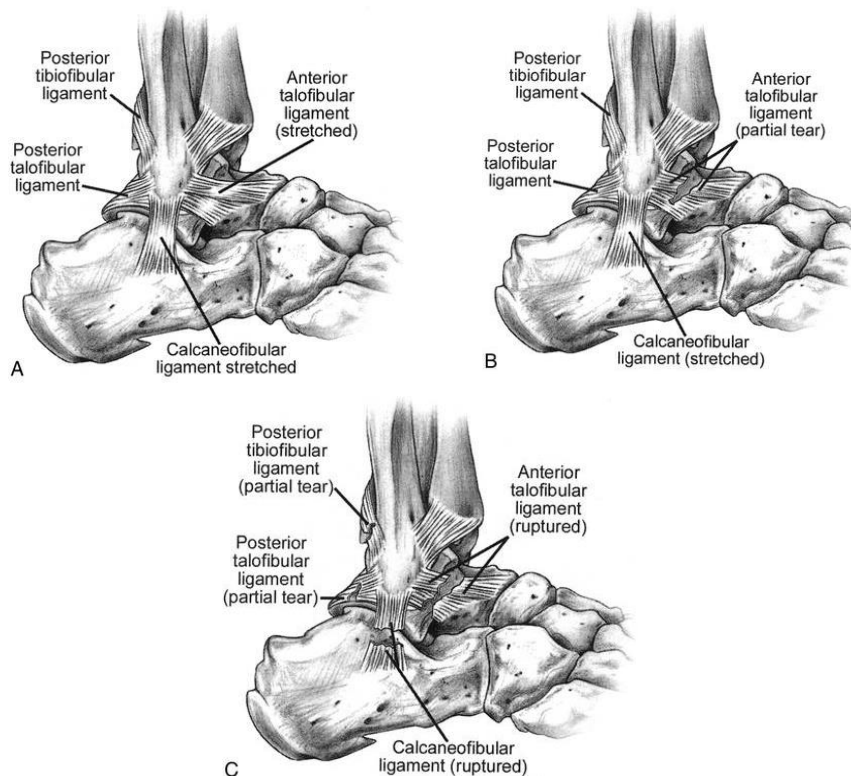 Posterior
tibiofibular
ligament
Anterior
talofibular
ligament
(stretched)
Posterior
talofibular
ligament
Calcaneofibular
ligament stretched
A
Posterior
tibiofibular
ligament
Anterior
talofibular
ligament
(partial tear)
Posterior
talofibular
ligament
Calcaneofibular
ligament (stretched)
B
Posterior
tibiofibular
ligament
(partial tear)
Anterior
talofibular
ligament
(ruptured)
Posterior
talofibular
ligament
(partial tear)
Calcaneofibular
ligament (ruptured)
C